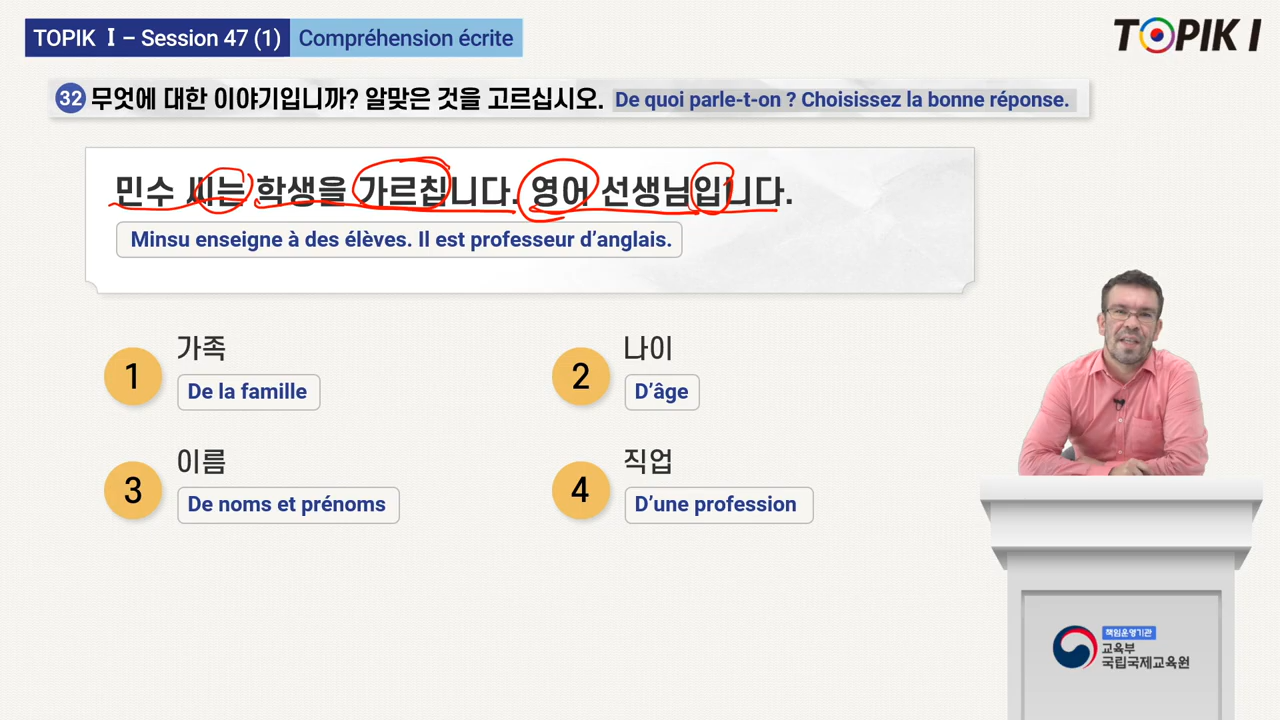 TOPIK Ⅰ – Session 47 (1) Compréhension écrite
TOPIK I
32 무엇에 대한 이야기입니까? 알맞은 것을 고르십시오. De quoi parle-t-on ? Choisissez la bonne réponse.
민수 씨는 학생을 가르칩니다. 영어 선생님입니다.
Minsu enseigne à des élèves. Il est professeur d’anglais.
1 가족
De la famille
2 나이
D’âge
3 이름
De noms et prénoms
4 직업
D’une profession
책임운영기관
교육부
국립국제교육원